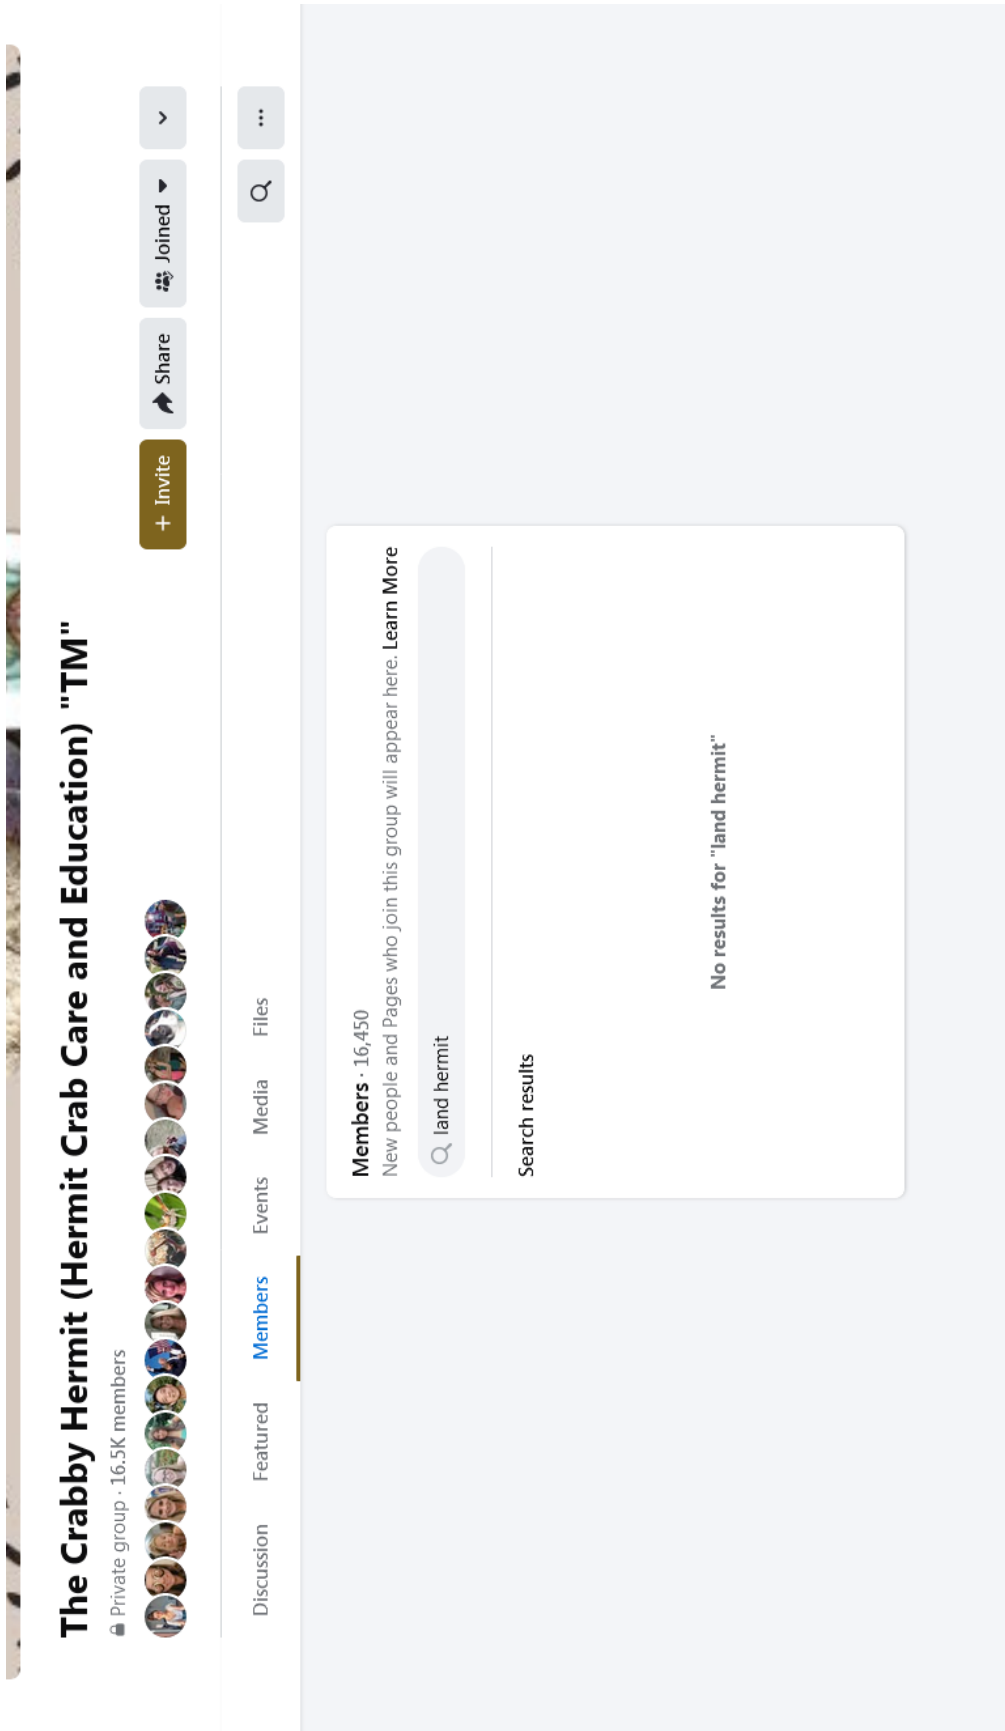 The Crabby Hermit (Hermit Crab Care and Education) "TM"
Private group · 16.5K members
+ Invite
Share
Joined
Discussion
Featured
Members
Events
Media
Files
Members · 16,450
New people and Pages who join this group will appear here. Learn More
land hermit
Search results
No results for "land hermit"